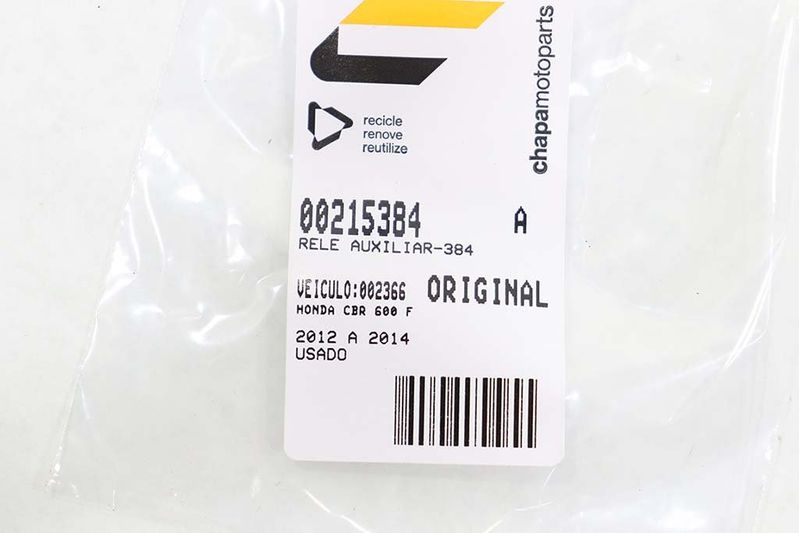 chapamotoparts
recicle
renove
reutilize
00215384 A
RELE AUXILIAR-384
VEICULO:002366 ORIGINAL
HONDA CBR 600 F
2012 A 2014
USADO